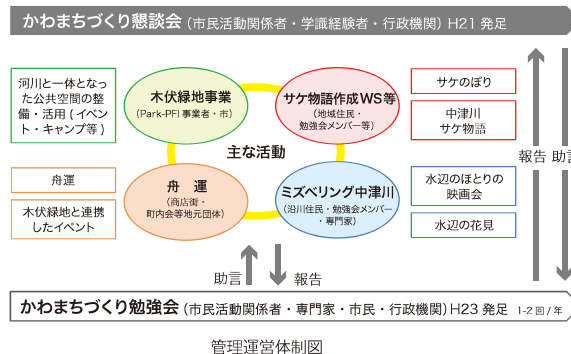 かわまちづくり懇談会(市民活動関係者・学識経験者・行政機関)H21 発足
河川と一体となっ
た公共空間の整
備・活用(イベン
ト・キャンプ等)
木伏緑地事業
(Park-PFI 事業者・市)
サケ物語作成WS等
(地域住民・
勉強会メンバー等)
サケのぼり
中津川
サケ物語
主な活動
報告
助言
舟運
木伏緑地と連携
したイベント
舟 運
(商店街・
町内会等地元団体)
ミズベリング中津川
(沿川住民・勉強会メンバー
・専門家)
水辺のほとりの
映画会
水辺の花見
助言
報告
かわまちづくり勉強会(市民活動関係者・専門家・市民・行政機関)H23 発足 1-2 回 / 年
管理運営体制図